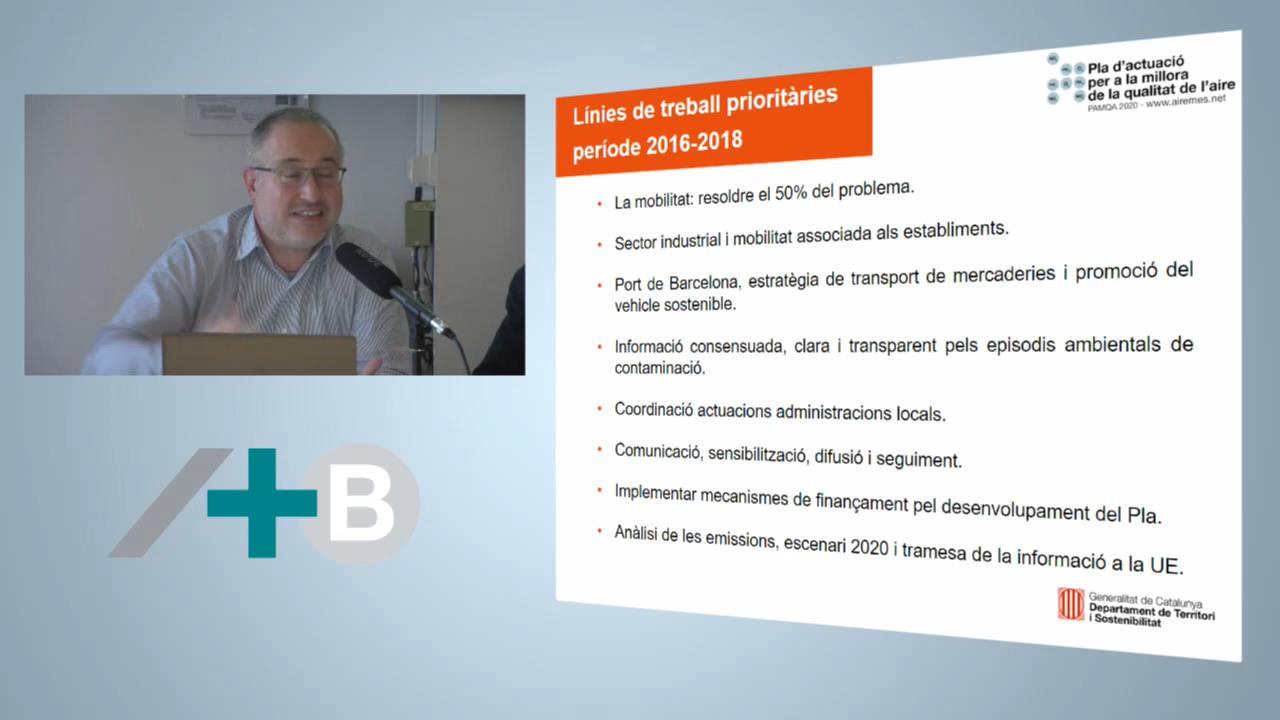 Línies de treball prioritàries
període 2016-2018
Pla d'actuació
per a la millora
de la qualitat de l'aire
PAMQA 2020 - www.airemes.net
• La mobilitat: resoldre el 50% del problema.
• Sector industrial i mobilitat associada als establiments.
• Port de Barcelona, estratègia de transport de mercaderies i promoció del
vehicle sostenible.
• Informació consensuada, clara i transparent pels episodis ambientals de
contaminació.
• Coordinació actuacions administracions locals.
• Comunicació, sensibilització, difusió i seguiment.
• Implementar mecanismes de finançament pel desenvolupament del Pla.
• Anàlisi de les emissions, escenari 2020 i tramesa de la informació a la UE.
Generalitat de Catalunya
Departament de Territori
i Sostenibilitat
B